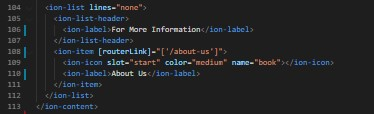 104 <ion-list lines="none">
105 <ion-list-header>
106 <ion-label>For More Information</ion-label>
107 </ion-list-header>
108 <ion-item [routerLink]="['/about-us']">
109 <ion-icon slot="start" color="medium" name="book"></ion-icon>
110 <ion-label>About Us</ion-label>
111 </ion-item>
112 </ion-list>
113 </ion-content>